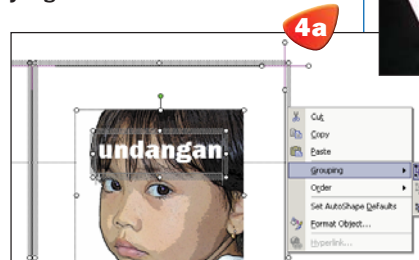 4a
undangan
Cut
Copy
Paste
Grouping
Order
Set AutoShape Defaults
Format Object...
Hyperlink...